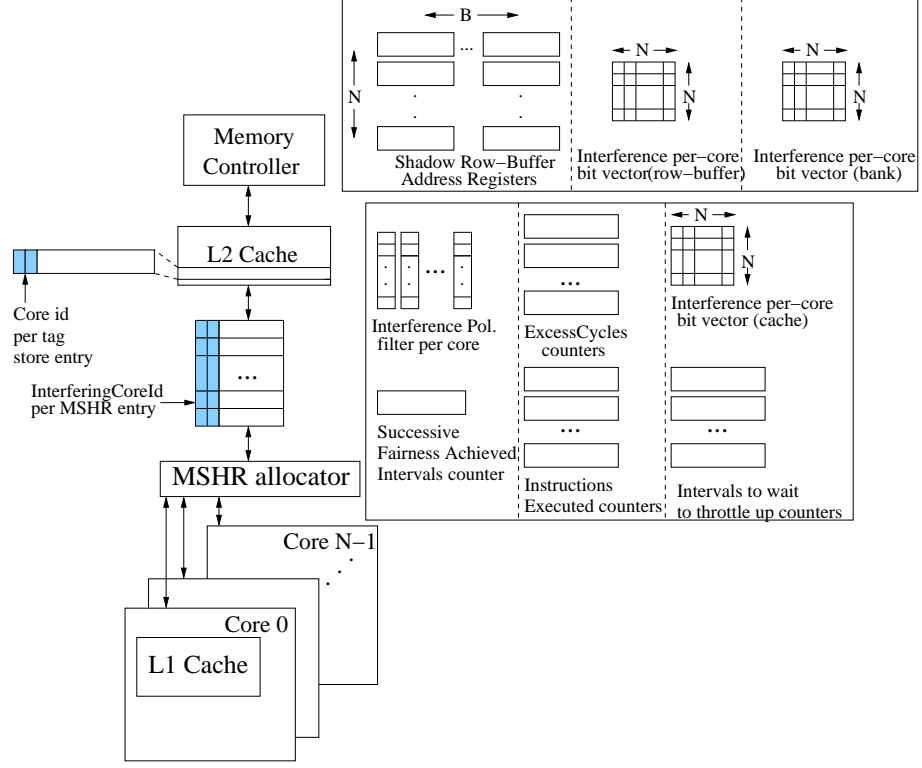 B
...
N
Shadow Row–Buffer
Address Registers
N
N
Interference per–core
bit vector(row–buffer)
N
N
Interference per–core
bit vector (bank)
Memory
Controller
L2 Cache
Core id
per tag
store entry
...
InterferingCoreId
per MSHR entry
MSHR allocator
Core N–1
Core 0
L1 Cache
...
Interference Pol.
filter per core
...
ExcessCycles
counters
N
N
Interference per–core
bit vector (cache)
Successive
Fairness Achieved
Intervals counter
...
Instructions
Executed counters
...
Intervals to wait
to throttle up counters